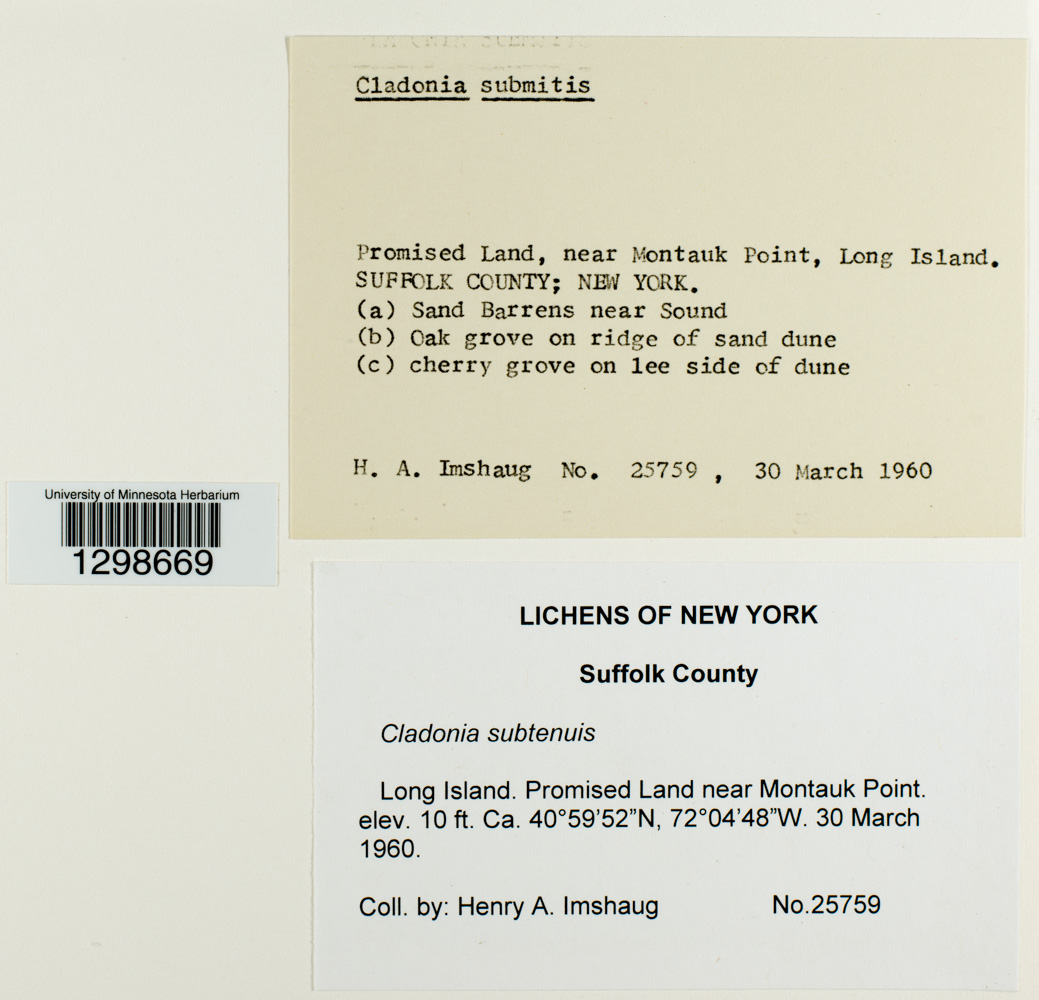 Cladonia submitis
Promised Land, near Montauk Point, Long Island.
SUFFOLK COUNTY; NEW YORK.
(a) Sand Barrens near Sound
(b) Oak grove on ridge of sand dune
(c) cherry grove on lee side of dune
H. A. Imshaug No. 25759 , 30 March 1960
University of Minnesota Herbarium
1298669
LICHENS OF NEW YORK
Suffolk County
Cladonia subtenuis
Long Island. Promised Land near Montauk Point.
elev. 10 ft. Ca. 40°59'52”N, 72°04'48”W. 30 March
1960.
Coll. by: Henry A. Imshaug No.25759